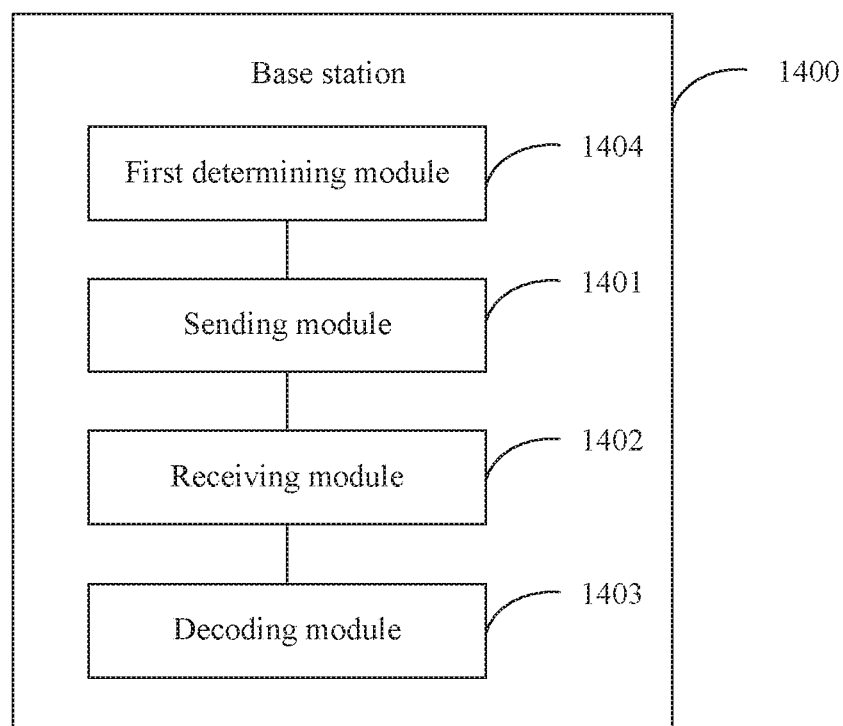 Base station
1400
First determining module
1404
Sending module
1401
Receiving module
1402
Decoding module
1403